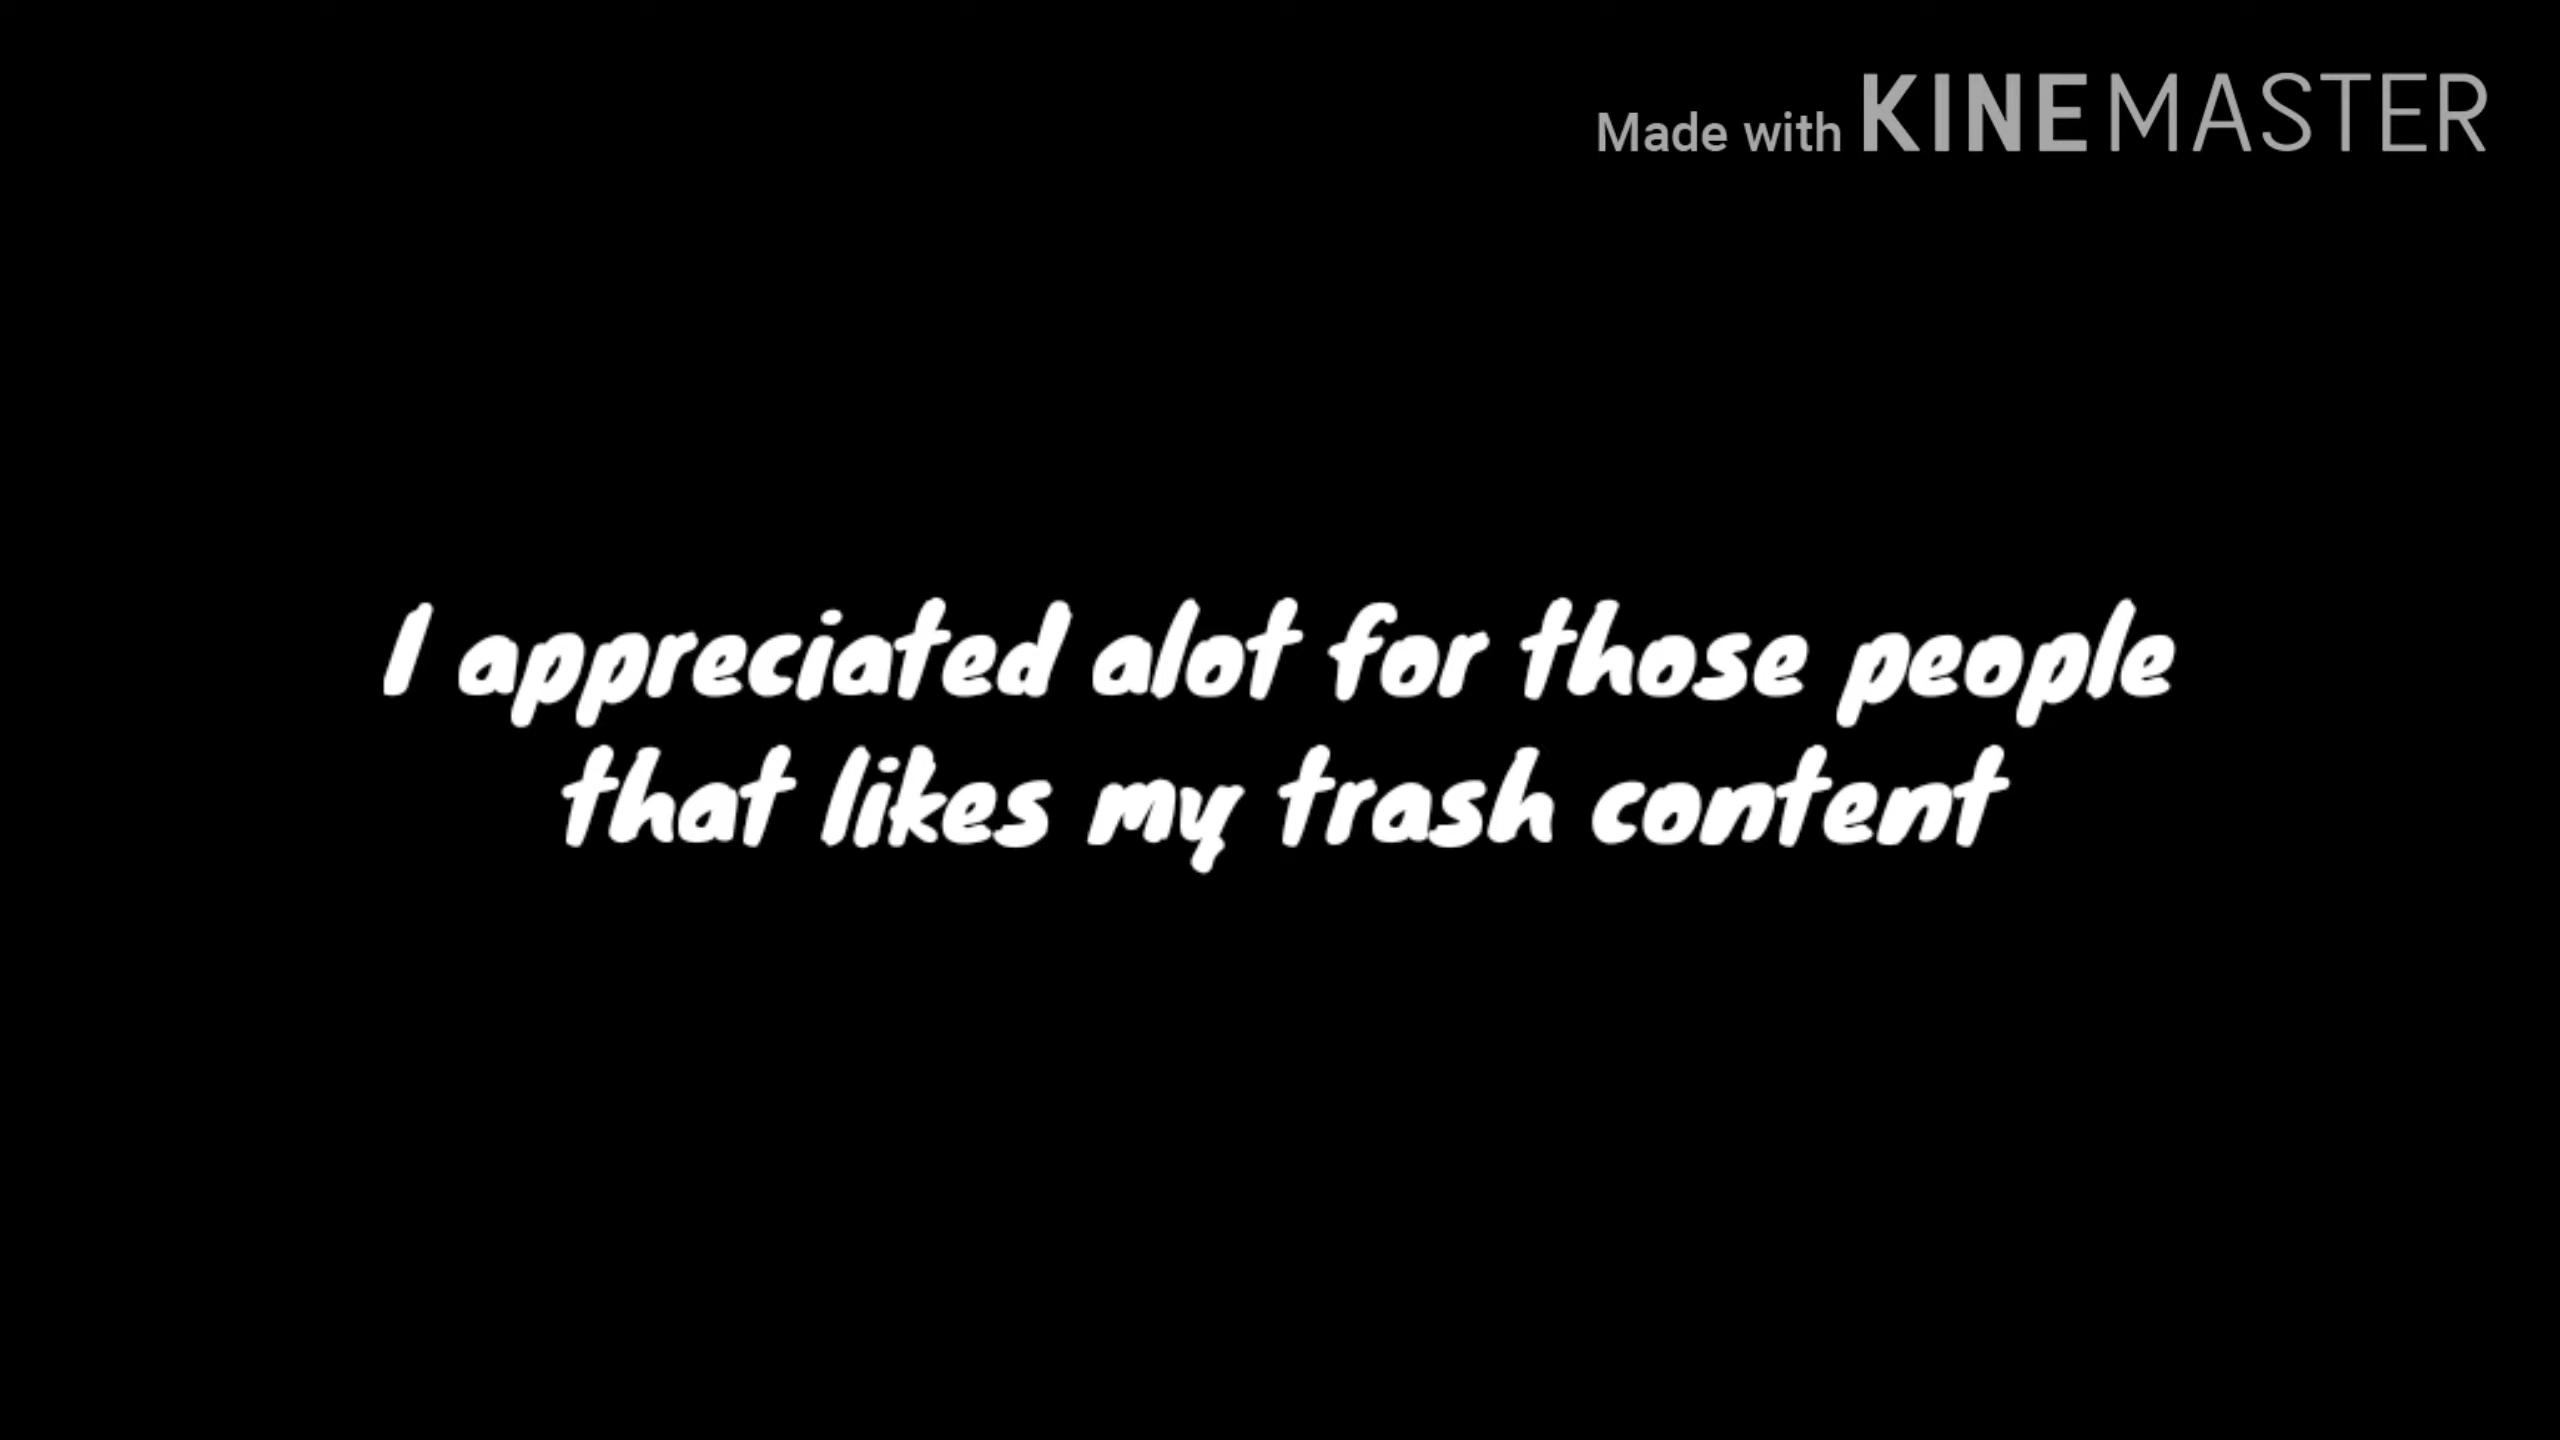 Made with KINEMASTER
I appreciated alot for those people
that likes my trash content